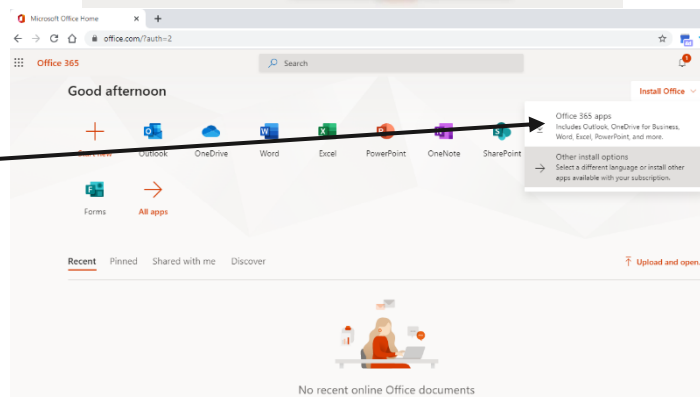 Microsoft Office Home
office.com/?auth=2
Office 365
Search
1
Good afternoon
Install Office
Office 365 apps
Includes Outlook, OneDrive for Business,
Word, Excel, PowerPoint, and more.
Other install options
Select a different language or install other
apps available with your subscription.
Outlook
OneDrive
Word
Excel
PowerPoint
OneNote
SharePoint
Forms
All apps
Recent
Pinned
Shared with me
Discover
Upload and open.
No recent online Office documents